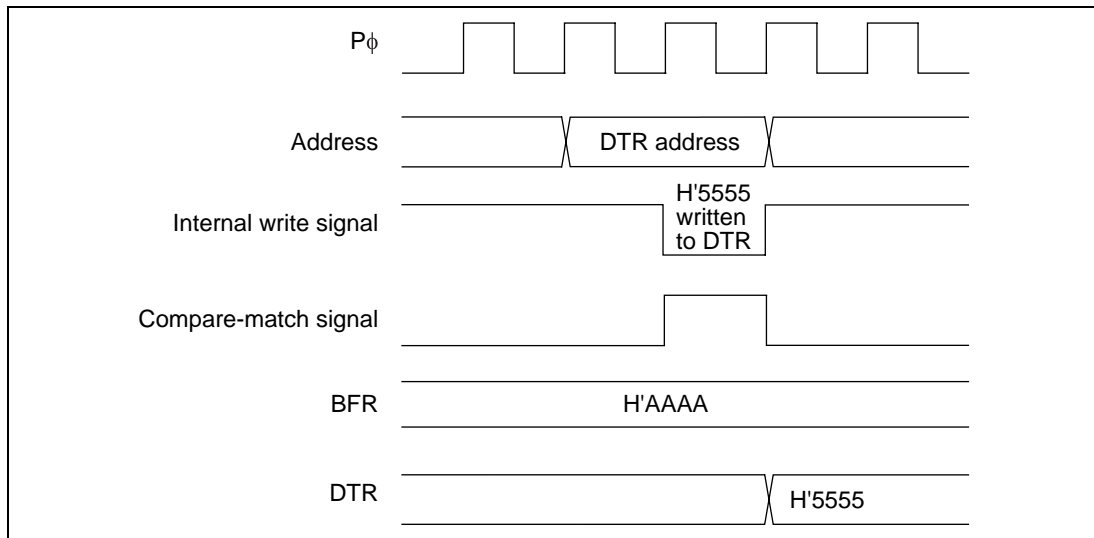 Pϕ
Address
DTR address
Internal write signal
H'5555
written
to DTR
Compare-match signal
BFR
H'AAAA
DTR
H'5555